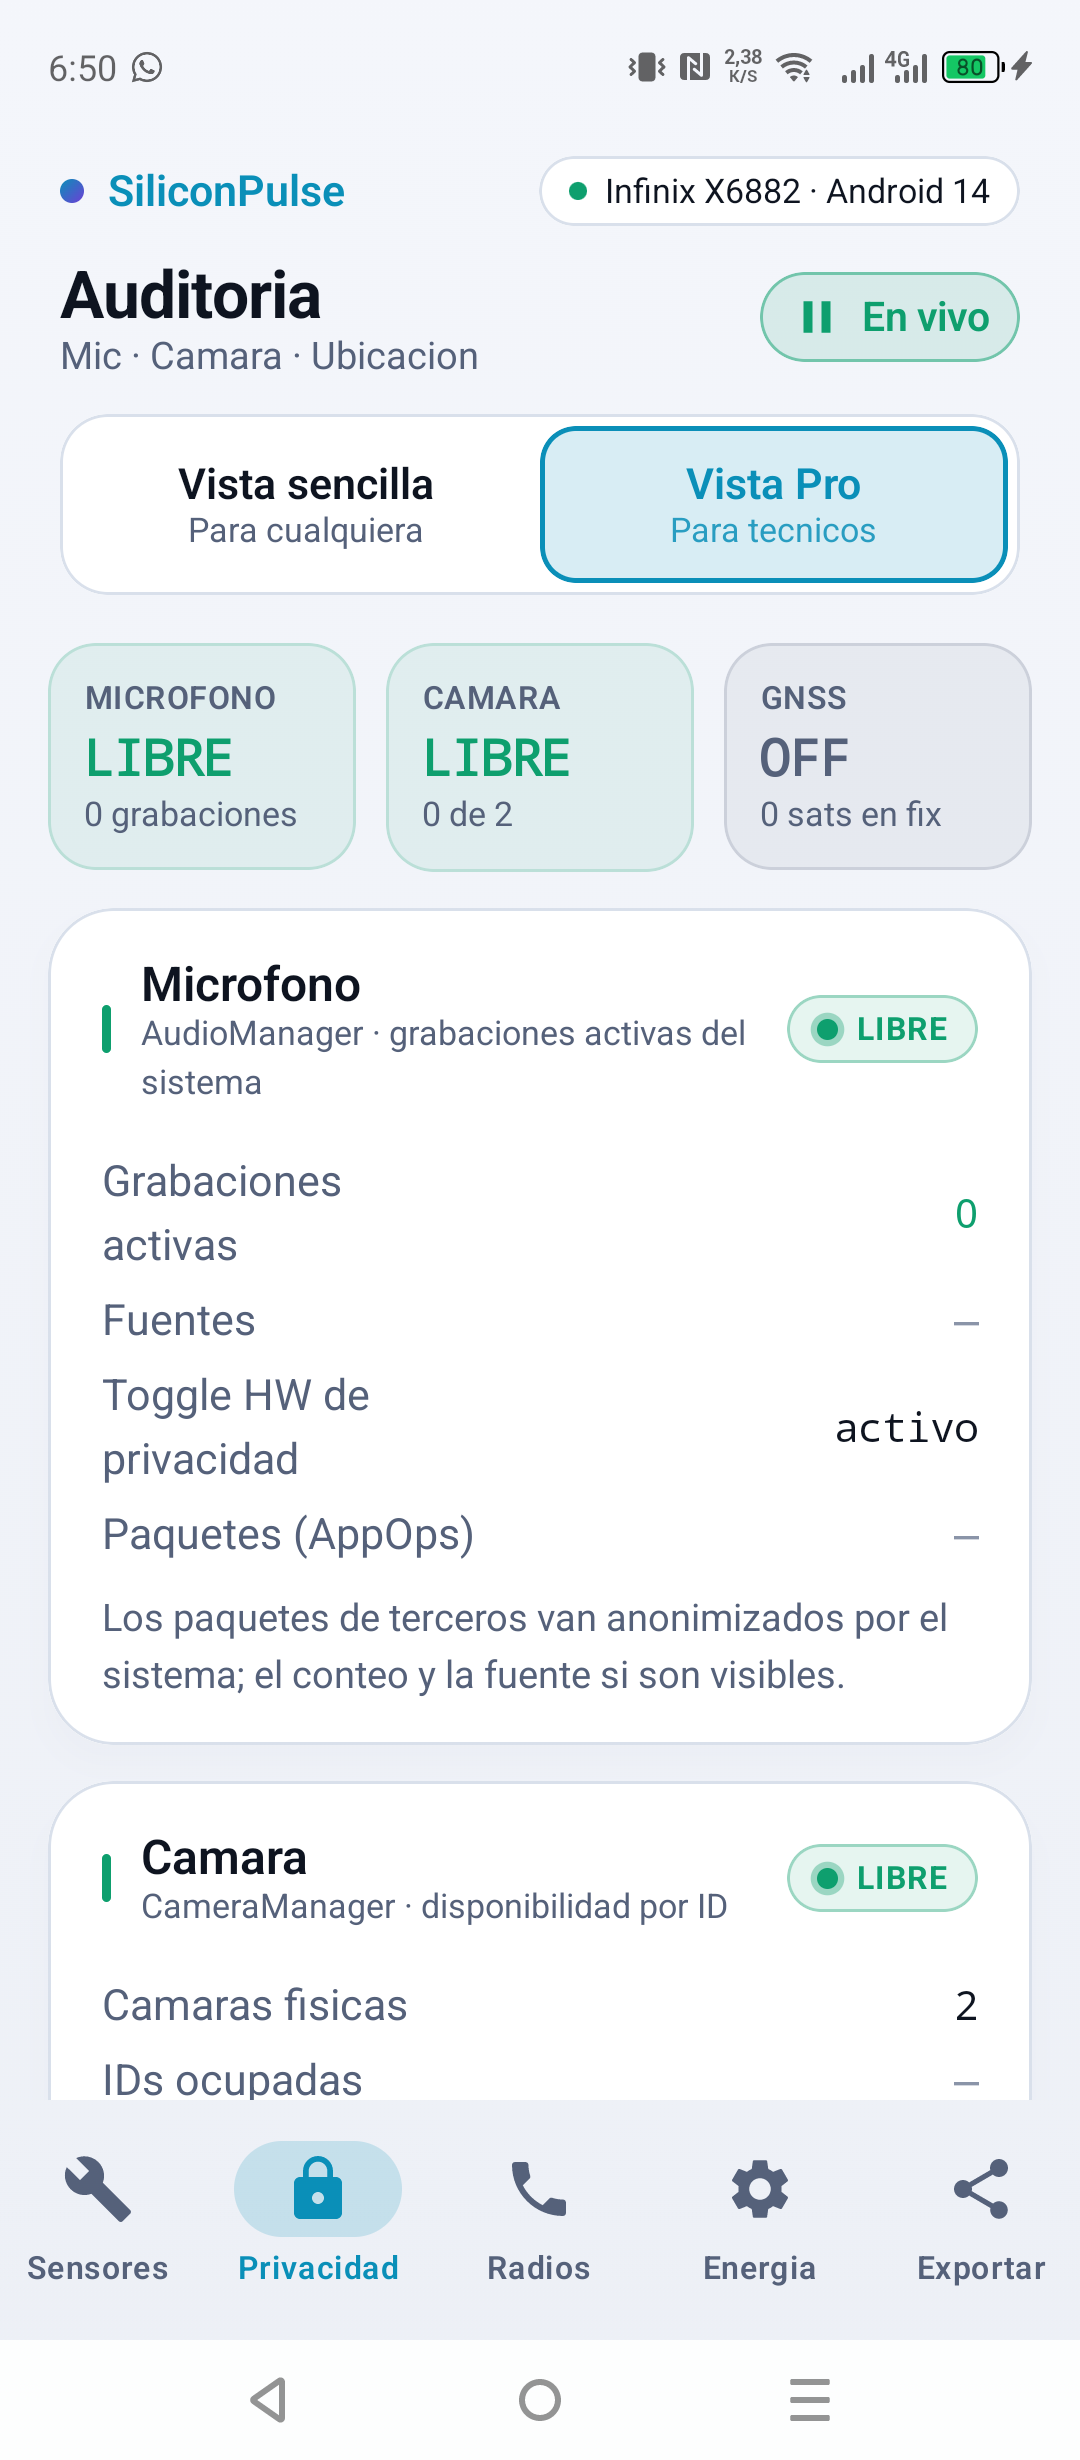 6:50
2,38 K/S
4G
80
SiliconPulse
Infinix X6882 · Android 14
Auditoria
Mic · Camara · Ubicacion
En vivo
Vista sencilla
Para cualquiera
Vista Pro
Para tecnicos
MICROFONO
LIBRE
0 grabaciones
CAMARA
LIBRE
0 de 2
GNSS
OFF
0 sats en fix
Microfono
AudioManager · grabaciones activas del
sistema
LIBRE
Grabaciones
activas
0
Fuentes
—
Toggle HW de
privacidad
activo
Paquetes (AppOps)
—
Los paquetes de terceros van anonimizados por el
sistema; el conteo y la fuente si son visibles.
Camara
CameraManager · disponibilidad por ID
LIBRE
Camaras fisicas
2
IDs ocupadas
—
Sensores
Privacidad
Radios
Energia
Exportar